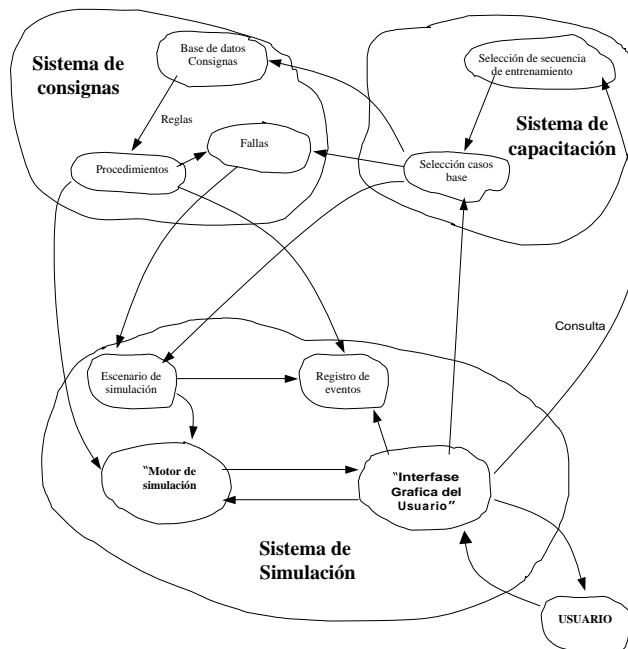 Base de datos
Consignas
Sistema de
consignas
Selección de secuencia
de entrenamiento
Reglas
Fallas
Sistema de
capacitación
Procedimientos
Selección casos
base
Consulta
Escenario de
simulación
Registro de
eventos
"Motor de
simulación
"Interfase
Grafica del
Usuario"
Sistema de
Simulación
USUARIO